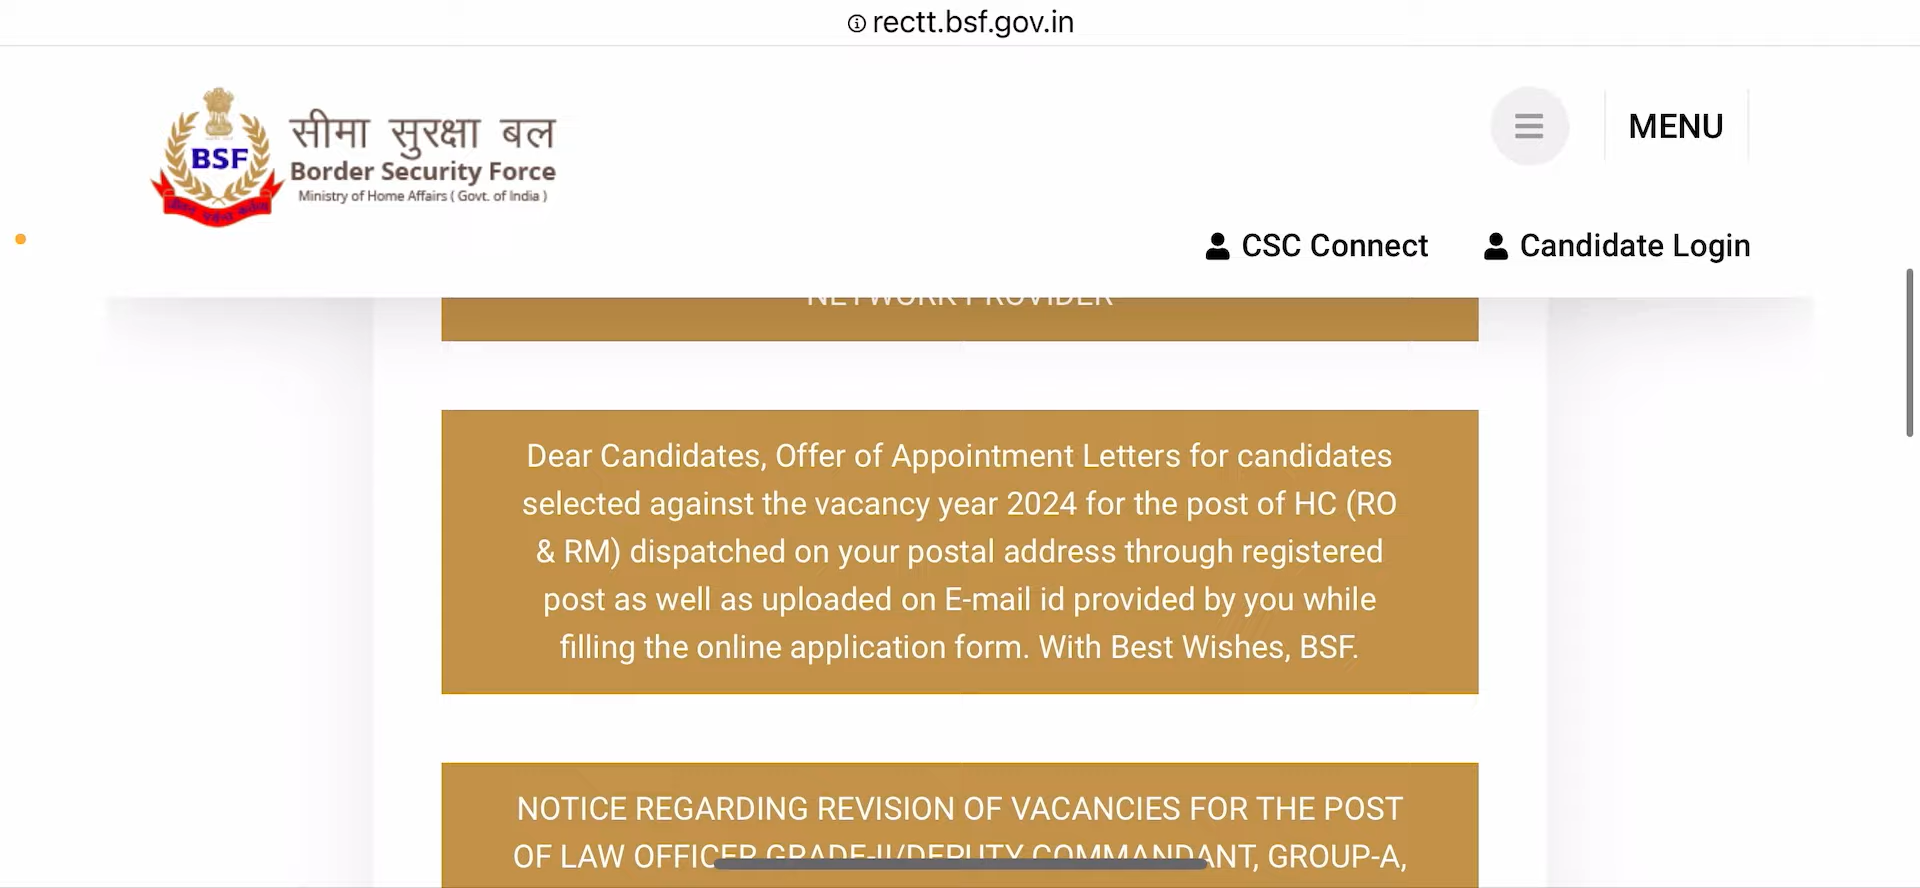 rectt.bsf.gov.in
सीमा सुरक्षा बल
BSF
Border Security Force
Ministry of Home Affairs ( Govt. of India )
MENU
CSC Connect
Candidate Login
NETWORK PROVIDER
Dear Candidates, Offer of Appointment Letters for candidates
selected against the vacancy year 2024 for the post of HC (RO
& RM) dispatched on your postal address through registered
post as well as uploaded on E-mail id provided by you while
filling the online application form. With Best Wishes, BSF.
NOTICE REGARDING REVISION OF VACANCIES FOR THE POST
OF LAW OFFICER GRADE-II/DEPUTY COMMANDANT, GROUP-A,